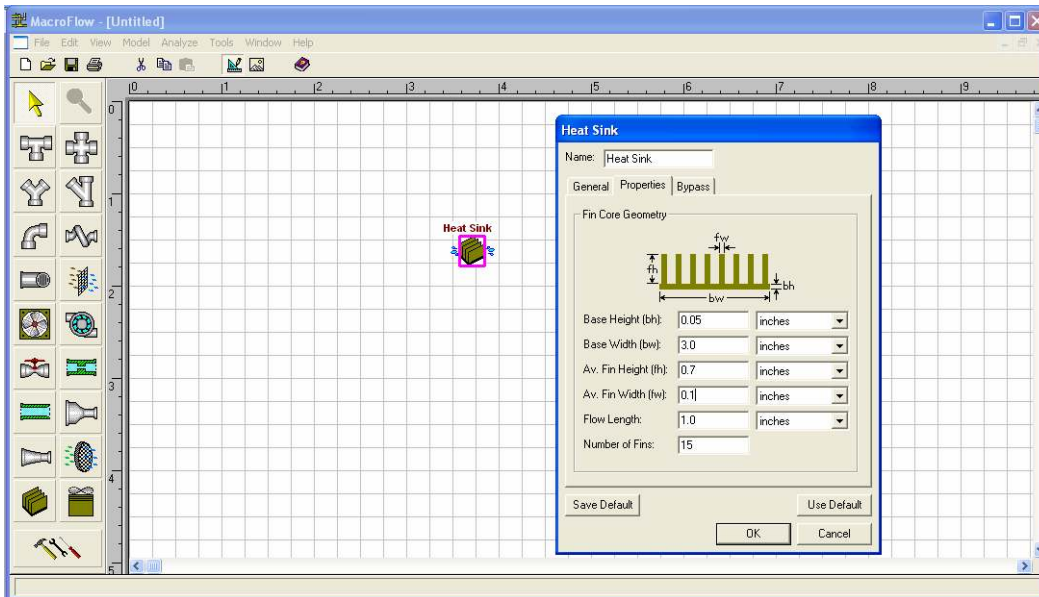 MacroFlow - [Untitled]
File Edit View Model Analyze Tools Window Help
0 1 2 3 4 5 6 7 8 9
0
1
2
3
4
5
Heat Sink
Heat Sink
Name: Heat Sink
General Properties Bypass
Fin Core Geometry
fw
fh
bh
bw
Base Height (bh): 0.05 inches
Base Width (bw): 3.0 inches
Av. Fin Height (fh): 0.7 inches
Av. Fin Width (fw): 0.1 inches
Flow Length: 1.0 inches
Number of Fins: 15
Save Default Use Default
OK Cancel